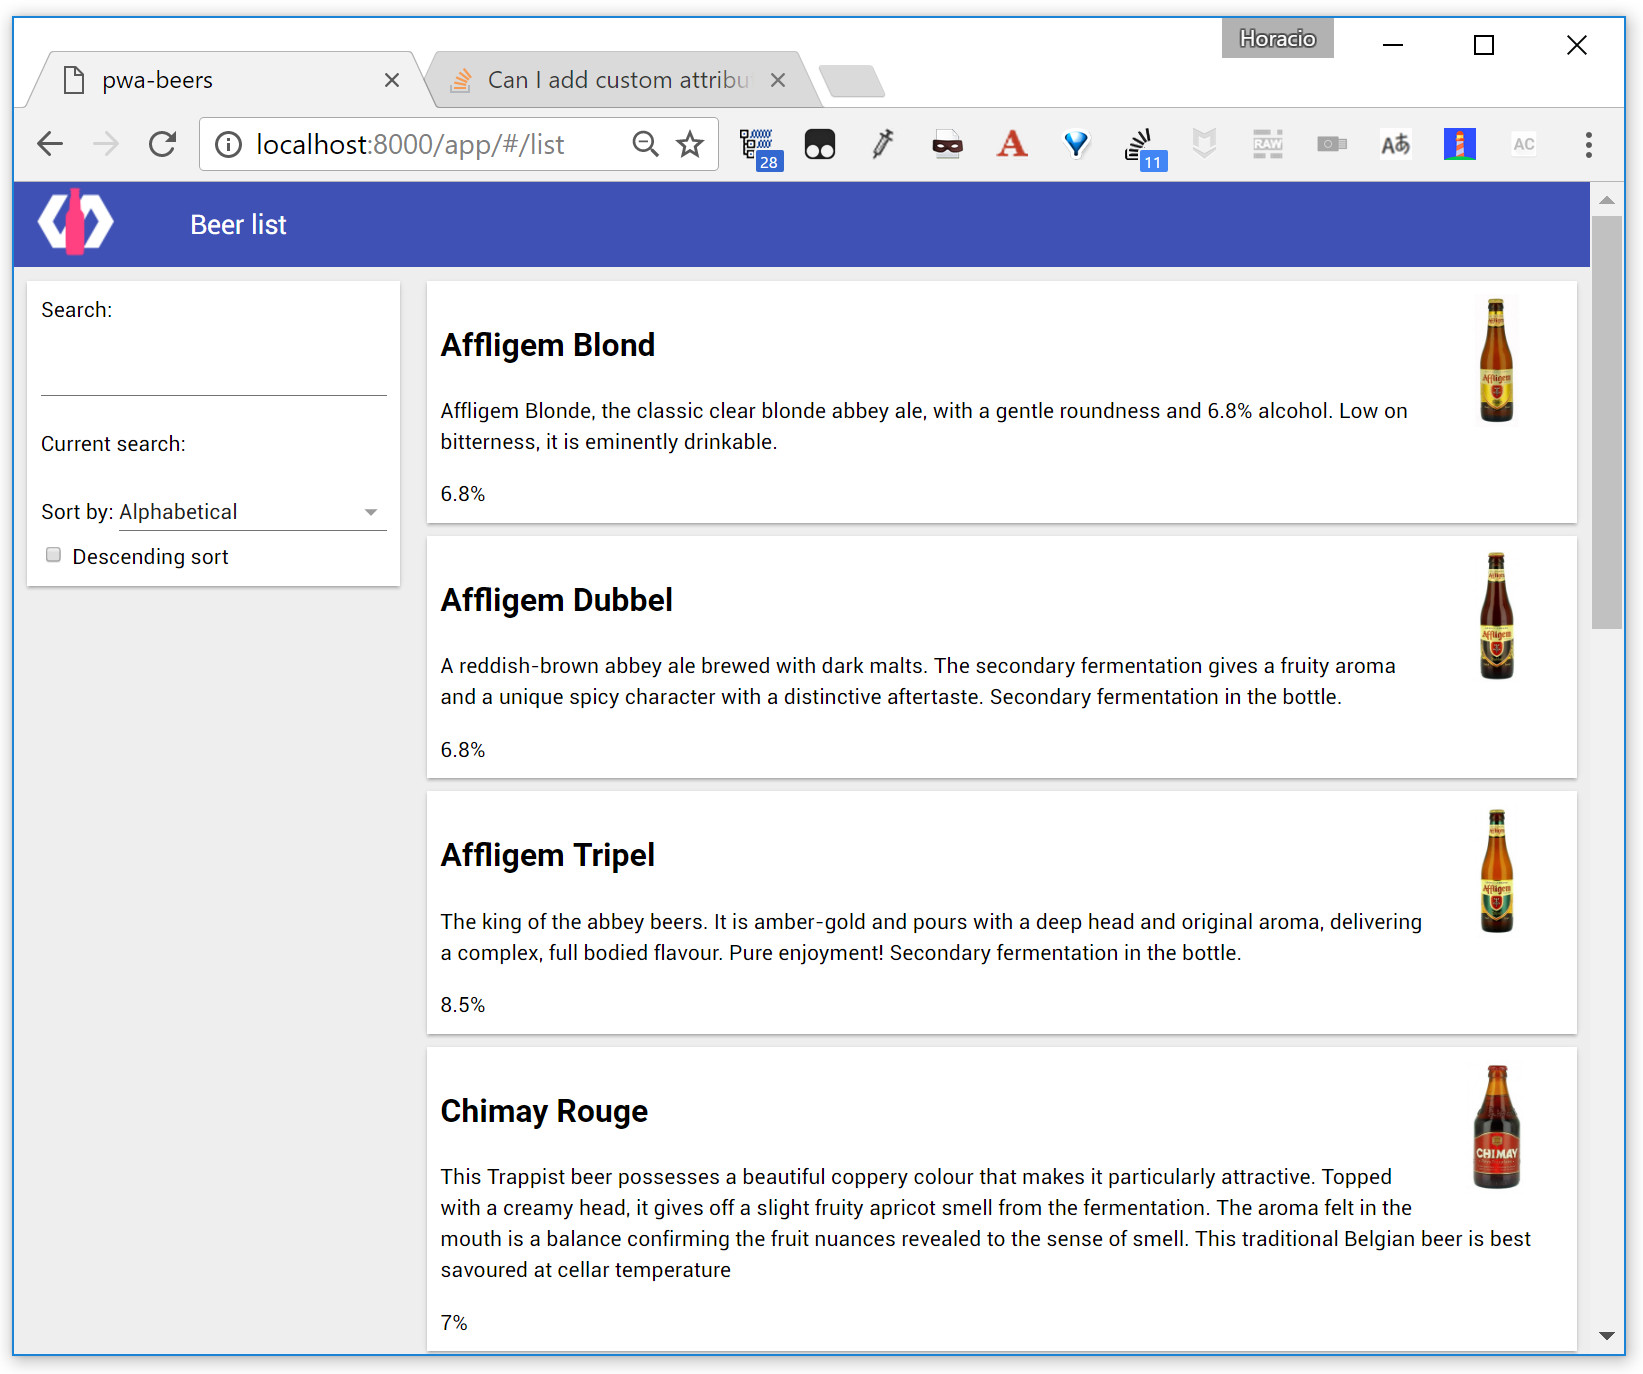 Horacio
pwa-beers
Can I add custom attribu
localhost:8000/app/#/list
28
11
RAW
Aあ
AC
Beer list
Search:
Current search:
Sort by: Alphabetical
Descending sort
Affligem Blond
Affligem Blonde, the classic clear blonde abbey ale, with a gentle roundness and 6.8% alcohol. Low on
bitterness, it is eminently drinkable.
6.8%
Affligem
Affligem Dubbel
A reddish-brown abbey ale brewed with dark malts. The secondary fermentation gives a fruity aroma
and a unique spicy character with a distinctive aftertaste. Secondary fermentation in the bottle.
6.8%
Affligem
Affligem Tripel
The king of the abbey beers. It is amber-gold and pours with a deep head and original aroma, delivering
a complex, full bodied flavour. Pure enjoyment! Secondary fermentation in the bottle.
8.5%
Affligem
Chimay Rouge
This Trappist beer possesses a beautiful coppery colour that makes it particularly attractive. Topped
with a creamy head, it gives off a slight fruity apricot smell from the fermentation. The aroma felt in the
mouth is a balance confirming the fruit nuances revealed to the sense of smell. This traditional Belgian beer is best
savoured at cellar temperature
7%
CHIMAY